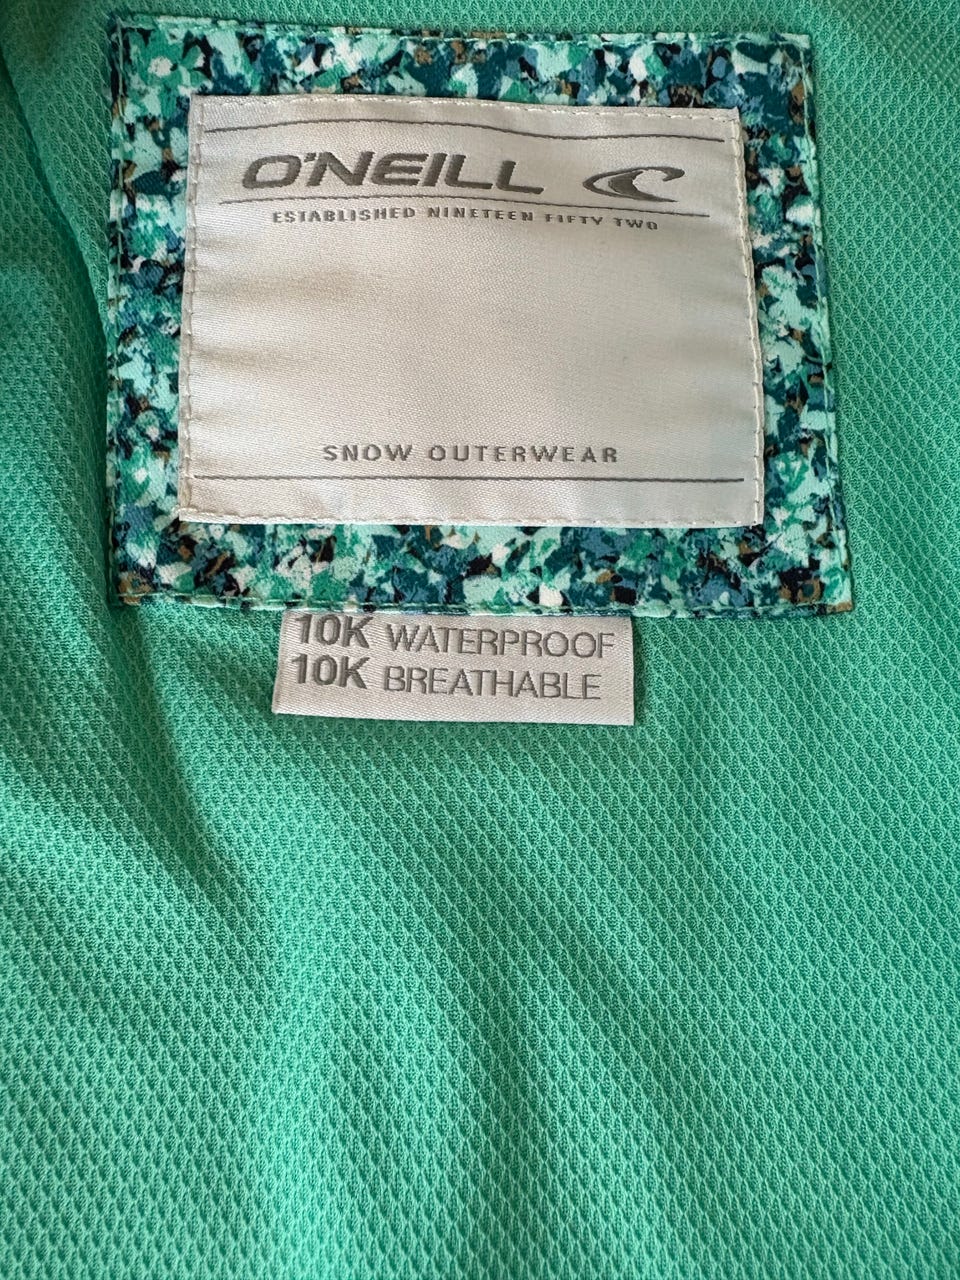 O'NEILL
ESTABLISHED NINETEEN FIFTY TWO
SNOW OUTERWEAR
10K WATERPROOF
10K BREATHABLE